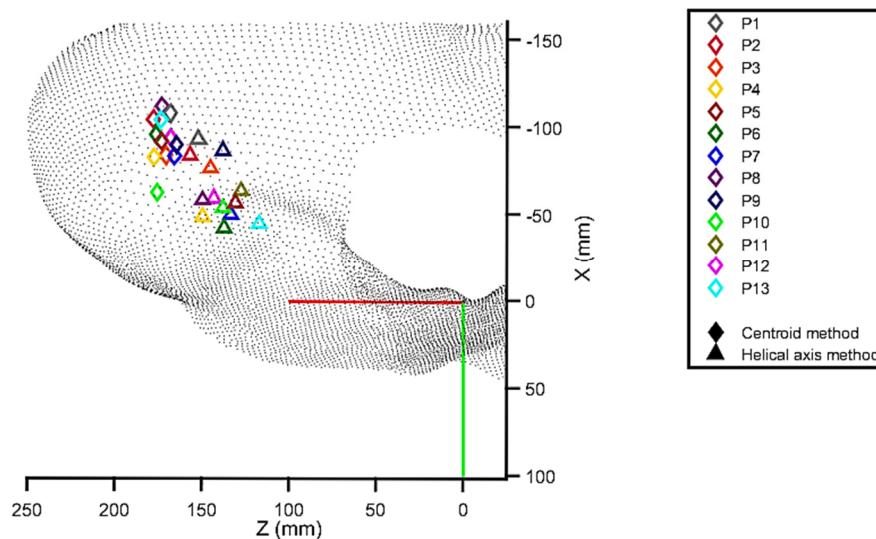 -150
-100
-50
0
50
100
X (mm)
250 200 150 100 50 0
Z (mm)
P1
P2
P3
P4
P5
P6
P7
P8
P9
P10
P11
P12
P13
Centroid method
Helical axis method